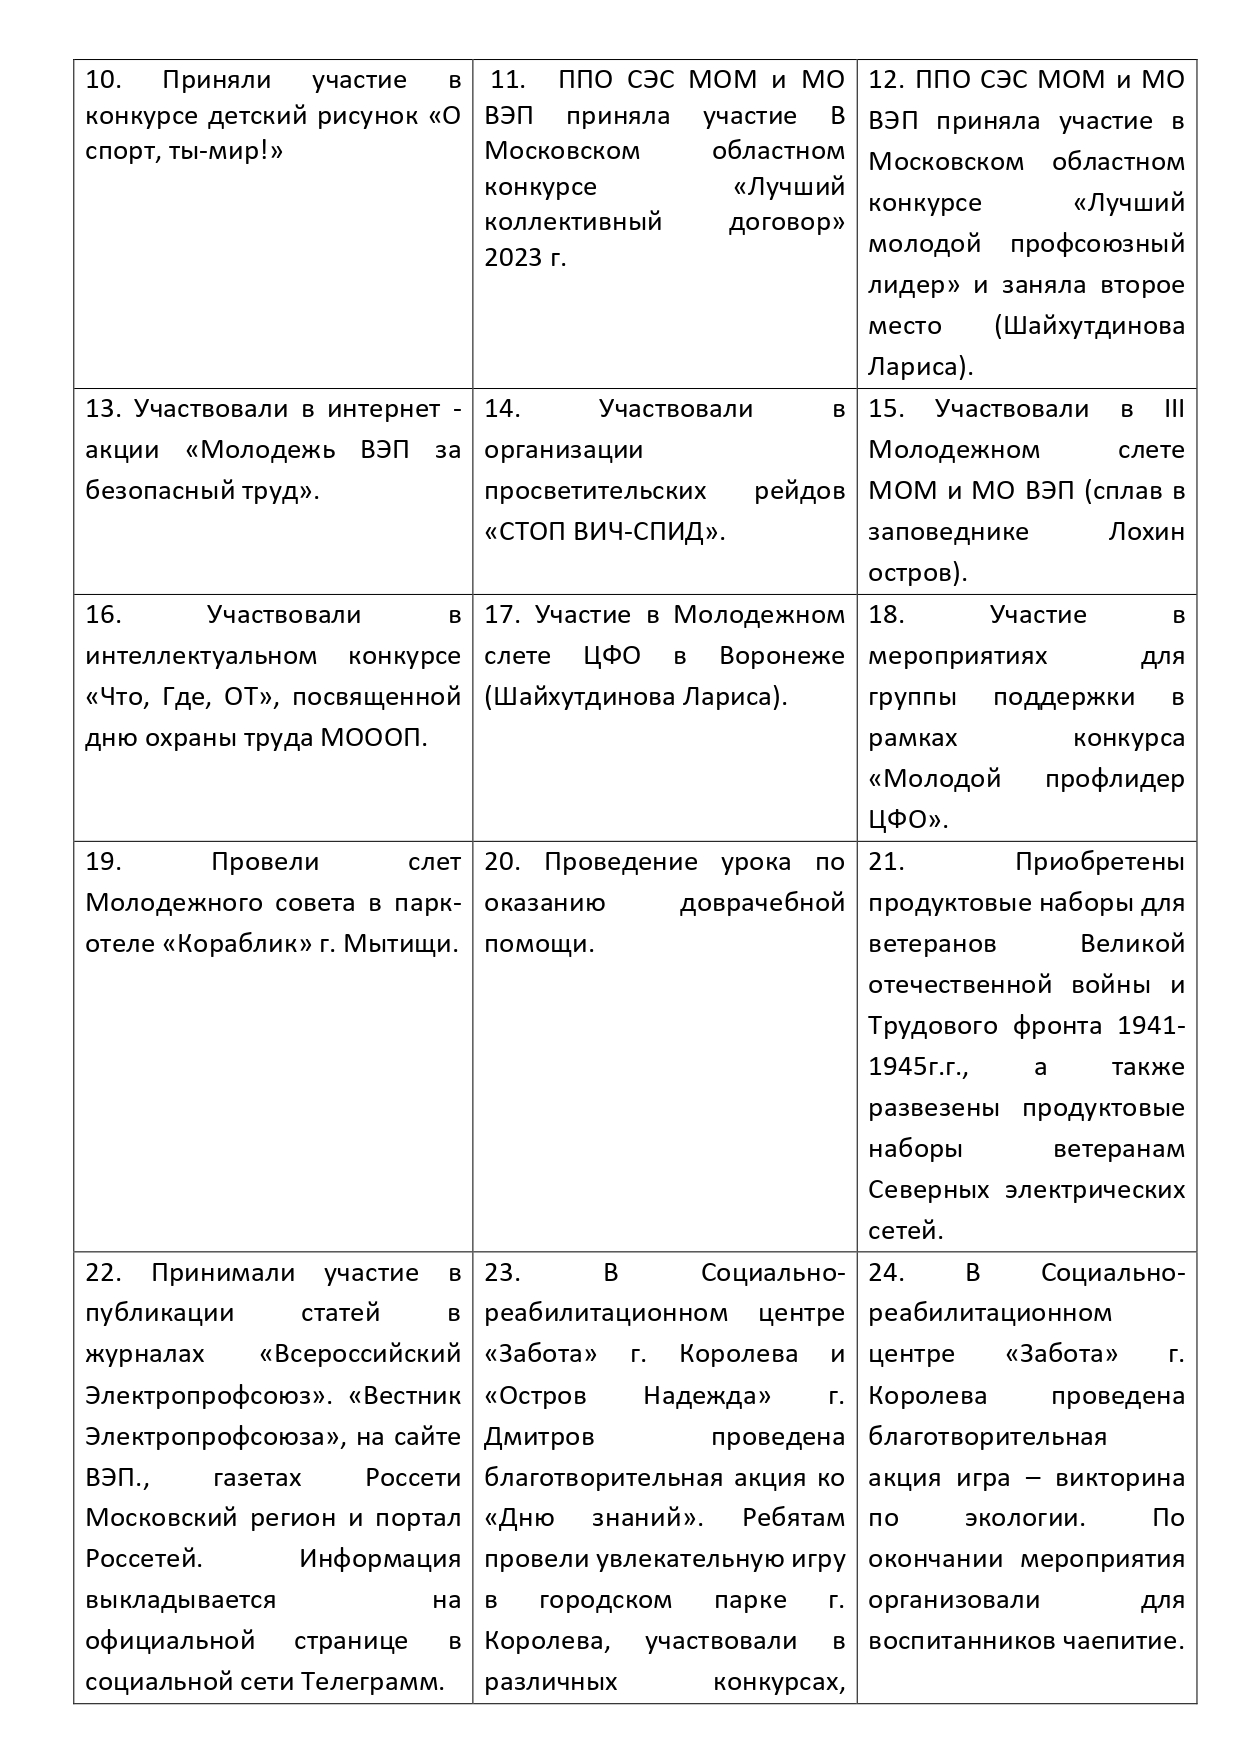 10. Приняли участие в
конкурсе детский рисунок «О
спорт, ты-мир!»
11. ППО СЭС МОМ и МО
ВЭП приняла участие В
Московском областном
конкурсе «Лучший
коллективный договор»
2023 г.
12. ППО СЭС МОМ и МО
ВЭП приняла участие в
Московском областном
конкурсе «Лучший
молодой профсоюзный
лидер» и заняла второе
место (Шайхутдинова
Лариса).
13. Участвовали в интернет -
акции «Молодежь ВЭП за
безопасный труд».
14. Участвовали в
организации
просветительских рейдов
«СТОП ВИЧ-СПИД».
15. Участвовали в III
Молодежном слете
МОМ и МО ВЭП (сплав в
заповеднике Лохин
остров).
16. Участвовали в
интеллектуальном конкурсе
«Что, Где, ОТ», посвященной
дню охраны труда МОООП.
17. Участие в Молодежном
слете ЦФО в Воронеже
(Шайхутдинова Лариса).
18. Участие в
мероприятиях для
группы поддержки в
рамках конкурса
«Молодой профлидер
ЦФО».
19. Провели слет
Молодежного совета в парк-
отеле «Кораблик» г. Мытищи.
20. Проведение урока по
оказанию доврачебной
помощи.
21. Приобретены
продуктовые наборы для
ветеранов Великой
отечественной войны и
Трудового фронта 1941-
1945г.г., а также
развезены продуктовые
наборы ветеранам
Северных электрических
сетей.
22. Принимали участие в
публикации статей в
журналах «Всероссийский
Электропрофсоюз». «Вестник
Электропрофсоюза», на сайте
ВЭП., газетах Россети
Московский регион и портал
Россетей. Информация
выкладывается на
официальной странице в
социальной сети Телеграмм.
23. В Социально-
реабилитационном центре
«Забота» г. Королева и
«Остров Надежда» г.
Дмитров проведена
благотворительная акция ко
«Дню знаний». Ребятам
провели увлекательную игру
в городском парке г.
Королева, участвовали в
различных конкурсах,
24. В Социально-
реабилитационном
центре «Забота» г.
Королева проведена
благотворительная
акция игра – викторина
по экологии. По
окончании мероприятия
организовали для
воспитанников чаепитие.